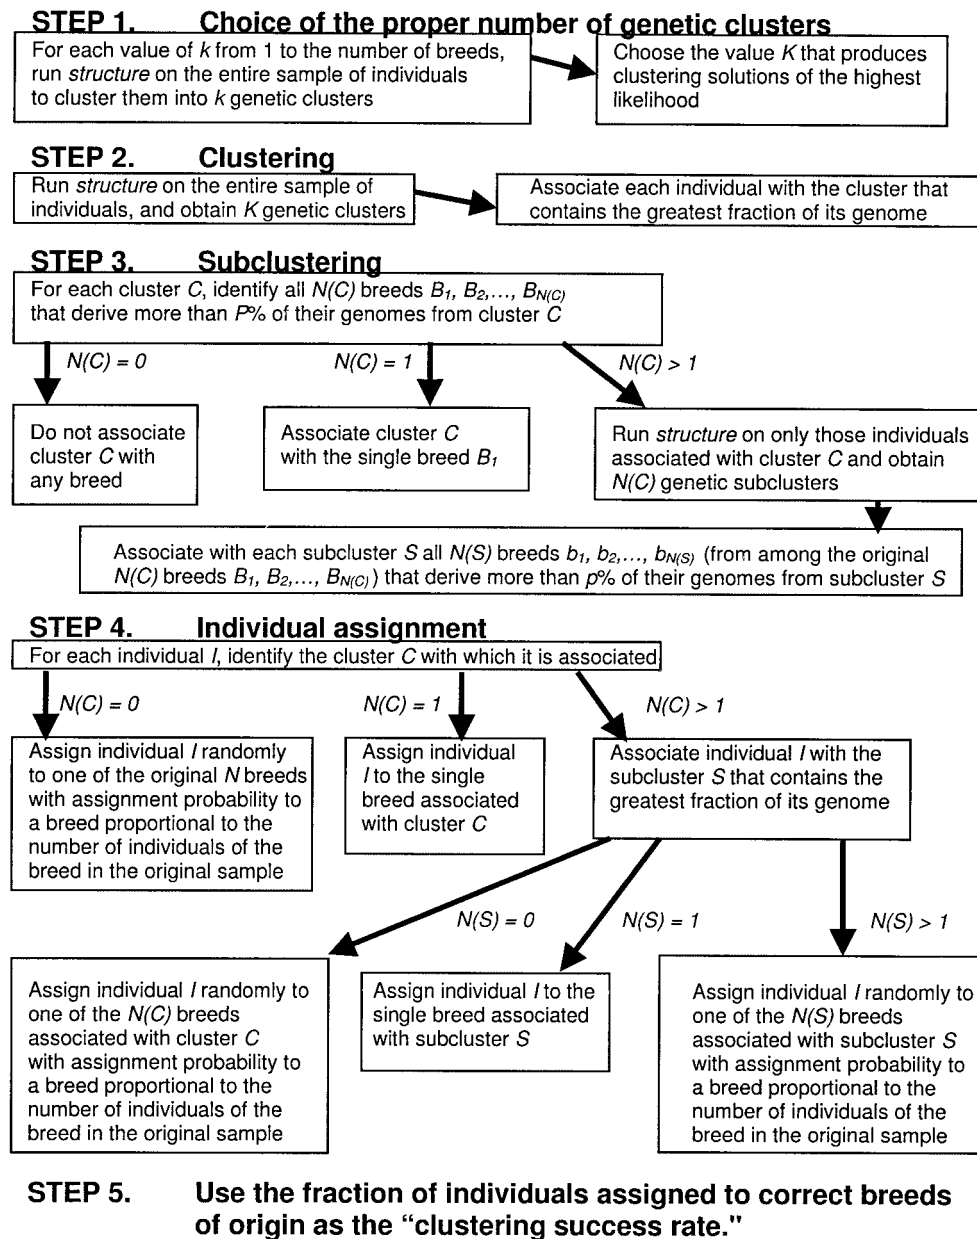 STEP 1. Choice of the proper number of genetic clusters
For each value of k from 1 to the number of breeds,
run structure on the entire sample of individuals
to cluster them into k genetic clusters
Choose the value K that produces
clustering solutions of the highest
likelihood
STEP 2. Clustering
Run structure on the entire sample of
individuals, and obtain K genetic clusters
Associate each individual with the cluster that
contains the greatest fraction of its genome
STEP 3. Subclustering
For each cluster C, identify all N(C) breeds B1, B2,..., BN(C)
that derive more than P% of their genomes from cluster C
N(C) = 0
N(C) = 1
N(C) > 1
Do not associate
cluster C with
any breed
Associate cluster C
with the single breed B1
Run structure on only those individuals
associated with cluster C and obtain
N(C) genetic subclusters
Associate with each subcluster S all N(S) breeds b1, b2,..., bN(S) (from among the original
N(C) breeds B1, B2,..., BN(C)) that derive more than p% of their genomes from subcluster S
STEP 4. Individual assignment
For each individual I, identify the cluster C with which it is associated
N(C) = 0
N(C) = 1
N(C) > 1
Assign individual I randomly
to one of the original N breeds
with assignment probability to
a breed proportional to the
number of individuals of the
breed in the original sample
Assign individual
I to the single
breed associated
with cluster C
Associate individual I with the
subcluster S that contains the
greatest fraction of its genome
N(S) = 0
N(S) = 1
N(S) > 1
Assign individual I randomly to
one of the N(C) breeds
associated with cluster C
with assignment probability to
a breed proportional to the
number of individuals of the
breed in the original sample
Assign individual I to the
single breed associated
with subcluster S
Assign individual I randomly to
one of the N(S) breeds
associated with subcluster S
with assignment probability to
a breed proportional to the
number of individuals of the
breed in the original sample
STEP 5. Use the fraction of individuals assigned to correct breeds
of origin as the “clustering success rate."